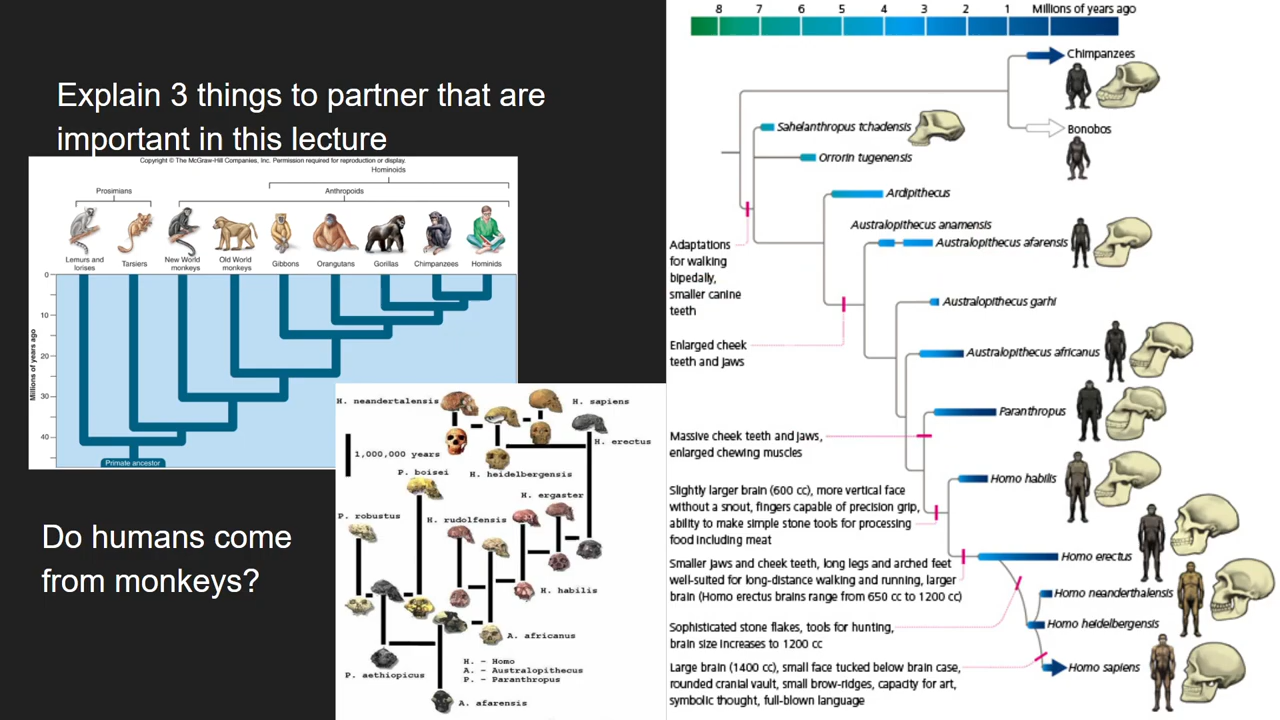 Explain 3 things to partner that are
important in this lecture
Copyright © The McGraw-Hill Companies, Inc. Permission required for reproduction or display.
Hominoids
Prosimians
Anthropoids
Lemurs and
lorises
Tarsiers
New World
monkeys
Old World
monkeys
Gibbons
Orangutans
Gorillas
Chimpanzees
Hominids
0
10
20
30
40
Millions of years ago
Primate ancestor
Do humans come
from monkeys?
H. neandertalensis
H. sapiens
H. erectus
1,000,000 years
H. heidelbergensis
P. boisei
H. ergaster
P. robustus
H. rudolfensis
H. habilis
A. africanus
H. – Homo
A. – Australopithecus
P. – Paranthropus
P. aethiopicus
A. afarensis
8 7 6 5 4 3 2 1 Millions of years ago
Chimpanzees
Bonobos
Sahelanthropus tchadensis
Orrorin tugenensis
Ardipithecus
Australopithecus anamensis
Australopithecus afarensis
Adaptations
for walking
bipedally,
smaller canine
teeth
Australopithecus garhi
Enlarged cheek
teeth and jaws
Australopithecus africanus
Paranthropus
Massive cheek teeth and jaws,
enlarged chewing muscles
Homo habilis
Slightly larger brain (600 cc), more vertical face
without a snout, fingers capable of precision grip,
ability to make simple stone tools for processing
food including meat
Homo erectus
Smaller jaws and cheek teeth, long legs and arched feet
well-suited for long-distance walking and running, larger
brain (Homo erectus brains range from 650 cc to 1200 cc)
Homo neanderthalensis
Homo heidelbergensis
Sophisticated stone flakes, tools for hunting,
brain size increases to 1200 cc
Homo sapiens
Large brain (1400 cc), small face tucked below brain case,
rounded cranial vault, small brow-ridges, capacity for art,
symbolic thought, full-blown language